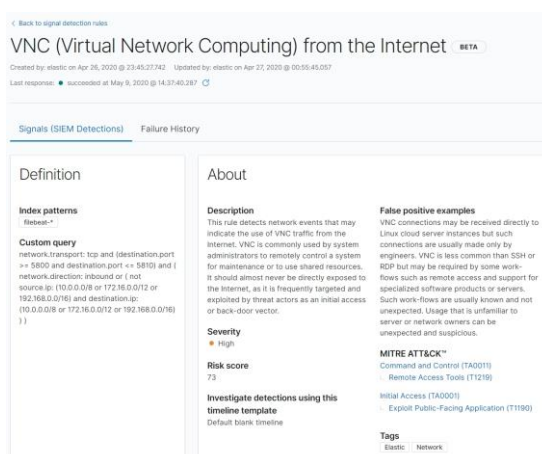 < Back to signal detection rules
VNC (Virtual Network Computing) from the Internet BETA
Created by: elastic on Apr 26, 2020 @ 23:45:27.742 Updated by: elastic on Apr 27, 2020 @ 00:55:45.057
Last response: succeeded at May 9, 2020 @ 14:37:40.287
Signals (SIEM Detections) Failure History
Definition
Index patterns
filebeat-*
Custom query
network.transport: tcp and (destination.port
>= 5800 and destination.port <= 5810) and (
network.direction: inbound or ( not
source.ip: (10.0.0.0/8 or 172.16.0.0/12 or
192.168.0.0/16) and destination.ip:
(10.0.0.0/8 or 172.16.0.0/12 or 192.168.0.0/16)
) )
About
Description
This rule detects network events that may
indicate the use of VNC traffic from the
Internet. VNC is commonly used by system
administrators to remotely control a system
for maintenance or to use shared resources.
It should almost never be directly exposed to
the Internet, as it is frequently targeted and
exploited by threat actors as an initial access
or back-door vector.
Severity
High
Risk score
73
Investigate detections using this
timeline template
Default blank timeline
False positive examples
VNC connections may be received directly to
Linux cloud server instances but such
connections are usually made only by
engineers. VNC is less common than SSH or
RDP but may be required by some work-
flows such as remote access and support for
specialized software products or servers.
Such work-flows are usually known and not
unexpected. Usage that is unfamiliar to
server or network owners can be
unexpected and suspicious.
MITRE ATT&CK™
Command and Control (TA0011)
Remote Access Tools (T1219)
Initial Access (TA0001)
Exploit Public-Facing Application (T1190)
Tags
Elastic Network